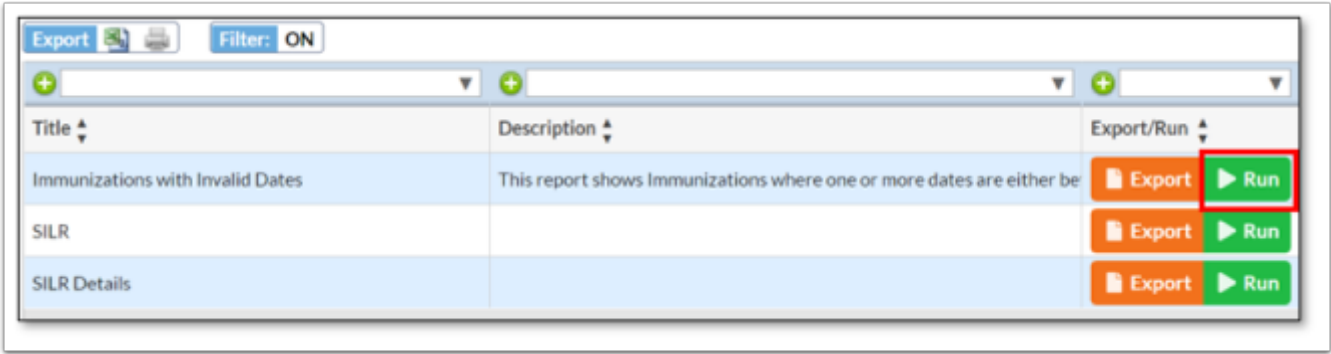 Export Filter: ON
Title Description Export/Run
Immunizations with Invalid Dates This report shows Immunizations where one or more dates are either be Export Run
SILR Export Run
SILR Details Export Run